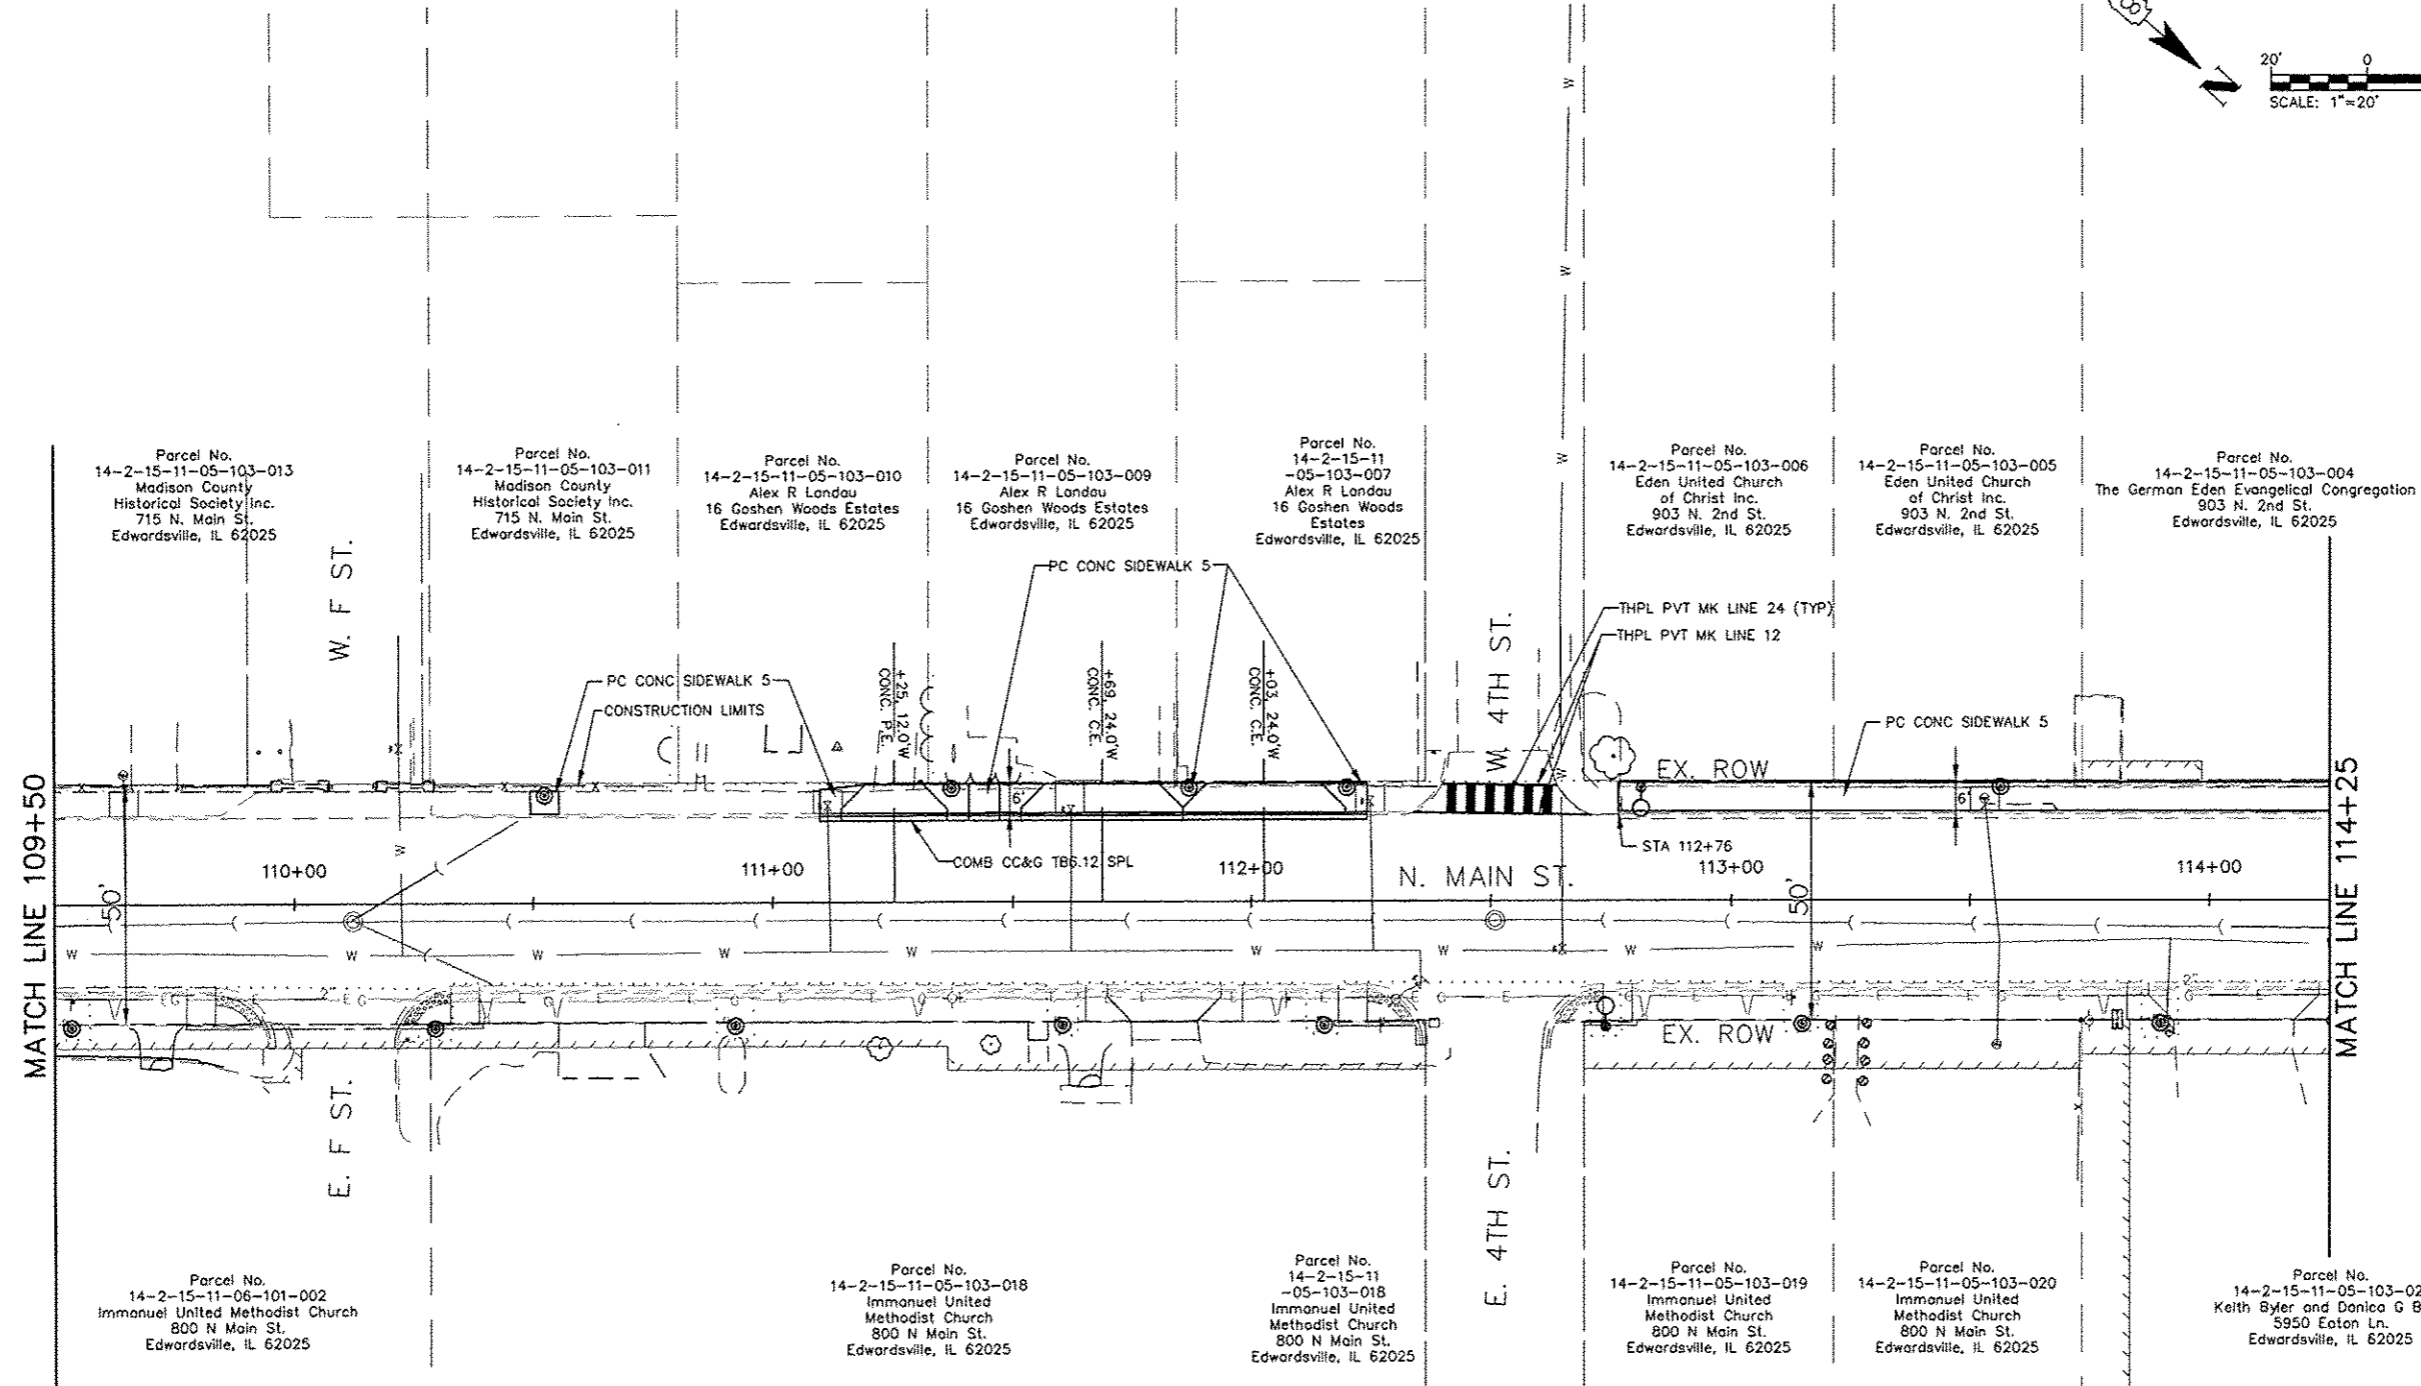 20' 0
SCALE: 1"=20'
N
Parcel No.
14-2-15-11-05-103-013
Madison County
Historical Society Inc.
715 N. Main St.
Edwardsville, IL 62025
Parcel No.
14-2-15-11-05-103-011
Madison County
Historical Society Inc.
715 N. Main St.
Edwardsville, IL 62025
Parcel No.
14-2-15-11-05-103-010
Alex R Landau
16 Goshen Woods Estates
Edwardsville, IL 62025
Parcel No.
14-2-15-11-05-103-009
Alex R Landau
16 Goshen Woods Estates
Edwardsville, IL 62025
Parcel No.
14-2-15-11
-05-103-007
Alex R Landau
16 Goshen Woods
Estates
Edwardsville, IL 62025
Parcel No.
14-2-15-11-05-103-006
Eden United Church
of Christ Inc.
903 N. 2nd St.
Edwardsville, IL 62025
Parcel No.
14-2-15-11-05-103-005
Eden United Church
of Christ Inc.
903 N. 2nd St.
Edwardsville, IL 62025
Parcel No.
14-2-15-11-05-103-004
The German Eden Evangelical Congregation
903 N. 2nd St.
Edwardsville, IL 62025
W. F ST.
PC CONC SIDEWALK 5
W. 4TH ST.
THPL PVT MK LINE 24 (TYP)
THPL PVT MK LINE 12
PC CONC SIDEWALK 5
CONSTRUCTION LIMITS
+25, 12.0'W
CONC. P.E.
+69, 24.0'W
CONC. C.E.
+03, 24.0'W
CONC. C.E.
PC CONC SIDEWALK 5
EX. ROW
6'
6'
MATCH LINE 109+50
MATCH LINE 114+25
COMB CC&G TB6.12 SPL
STA 112+76
110+00
111+00
112+00
113+00
114+00
N. MAIN ST.
50'
50'
EX. ROW
E. F ST.
E. 4TH ST.
Parcel No.
14-2-15-11-06-101-002
Immanuel United Methodist Church
800 N Main St.
Edwardsville, IL 62025
Parcel No.
14-2-15-11-05-103-018
Immanuel United
Methodist Church
800 N Main St.
Edwardsville, IL 62025
Parcel No.
14-2-15-11
-05-103-018
Immanuel United
Methodist Church
800 N Main St.
Edwardsville, IL 62025
Parcel No.
14-2-15-11-05-103-019
Immanuel United
Methodist Church
800 N Main St.
Edwardsville, IL 62025
Parcel No.
14-2-15-11-05-103-020
Immanuel United
Methodist Church
800 N Main St.
Edwardsville, IL 62025
Parcel No.
14-2-15-11-05-103-02
Keith Byler and Danica G B
5950 Eaton Ln.
Edwardsville, IL 62025